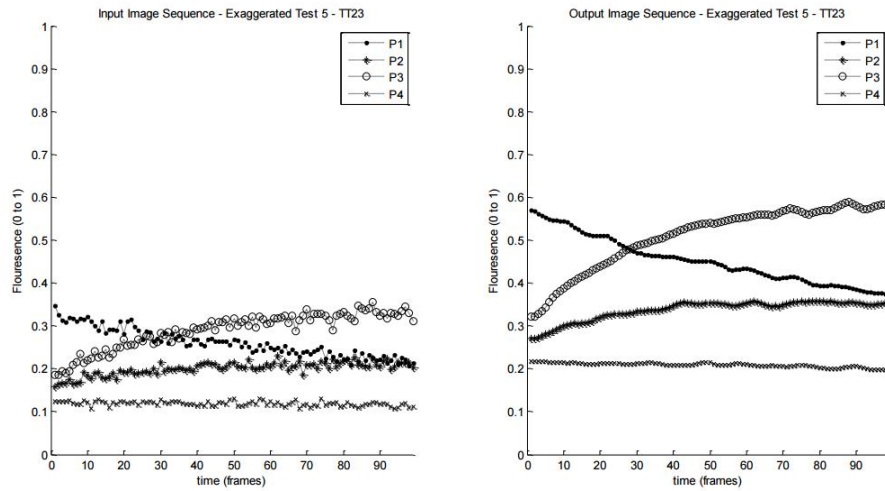 Input Image Sequence - Exaggerated Test 5 - TT23
1
0.9
0.8
0.7
0.6
0.5
0.4
0.3
0.2
0.1
0
Flouresence (0 to 1)
0 10 20 30 40 50 60 70 80 90
time (frames)
P1
P2
P3
P4
Output Image Sequence - Exaggerated Test 5 - TT23
1
0.9
0.8
0.7
0.6
0.5
0.4
0.3
0.2
0.1
0
Flouresence (0 to 1)
0 10 20 30 40 50 60 70 80 90
time (frames)
P1
P2
P3
P4